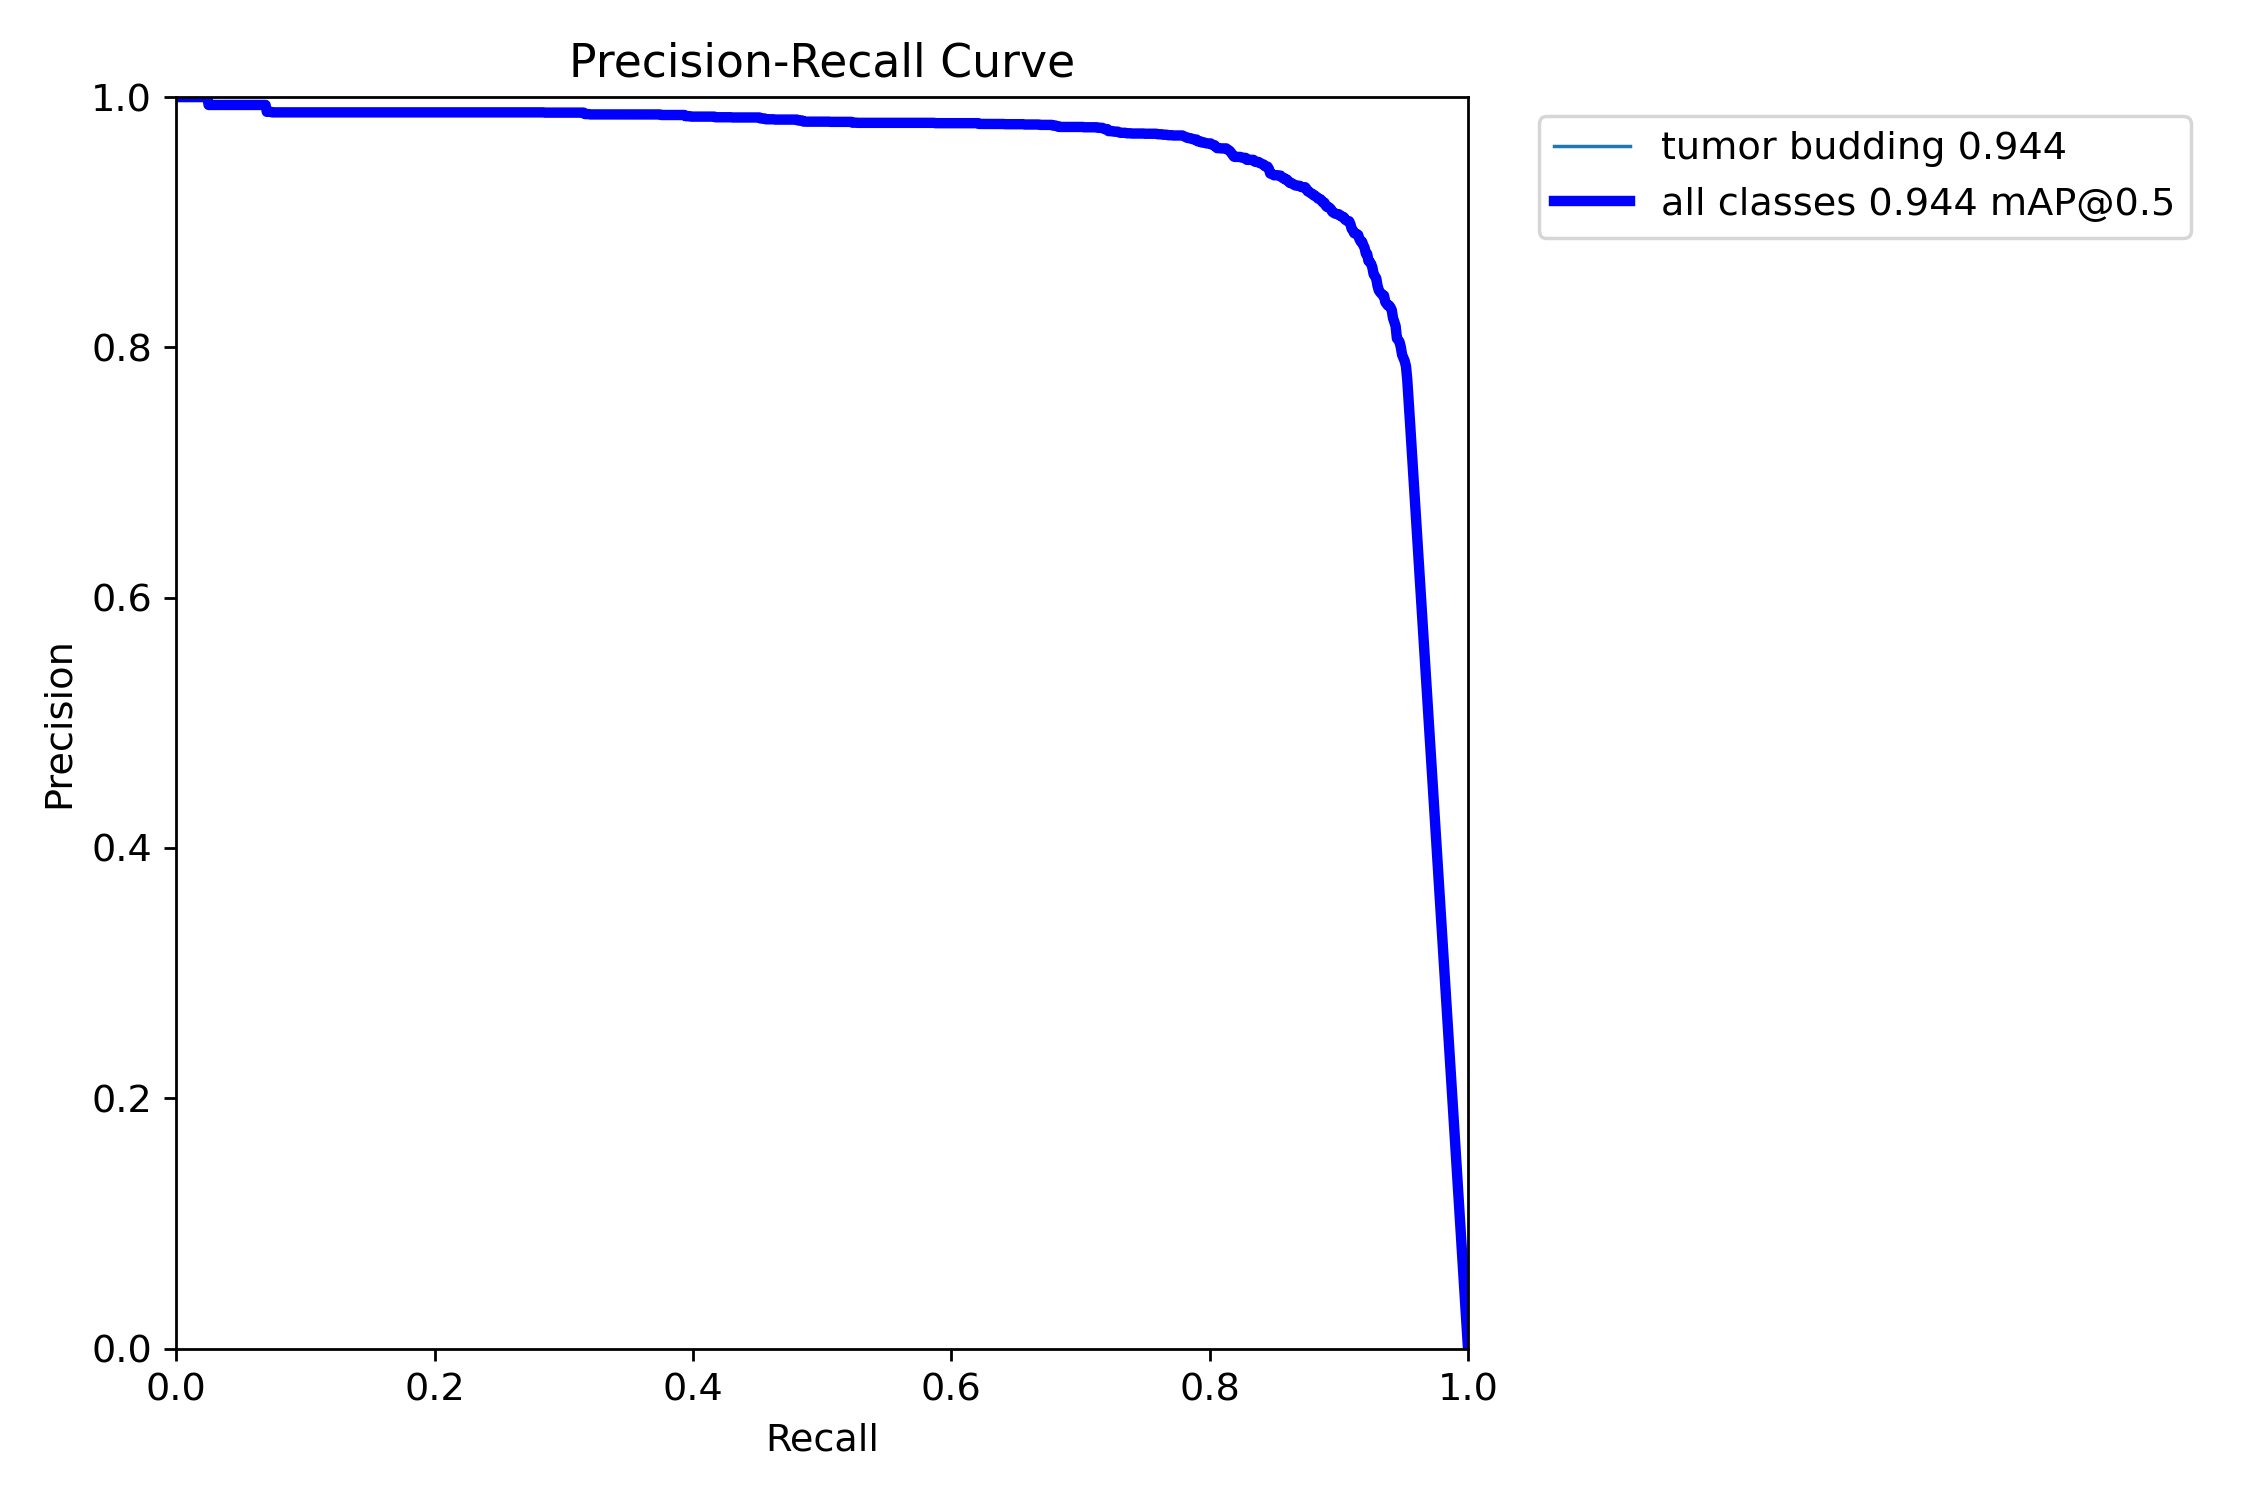 Precision-Recall Curve
1.0
0.8
0.6
0.4
0.2
0.0
Precision
0.0 0.2 0.4 0.6 0.8 1.0
Recall
tumor budding 0.944
all classes 0.944 mAP@0.5